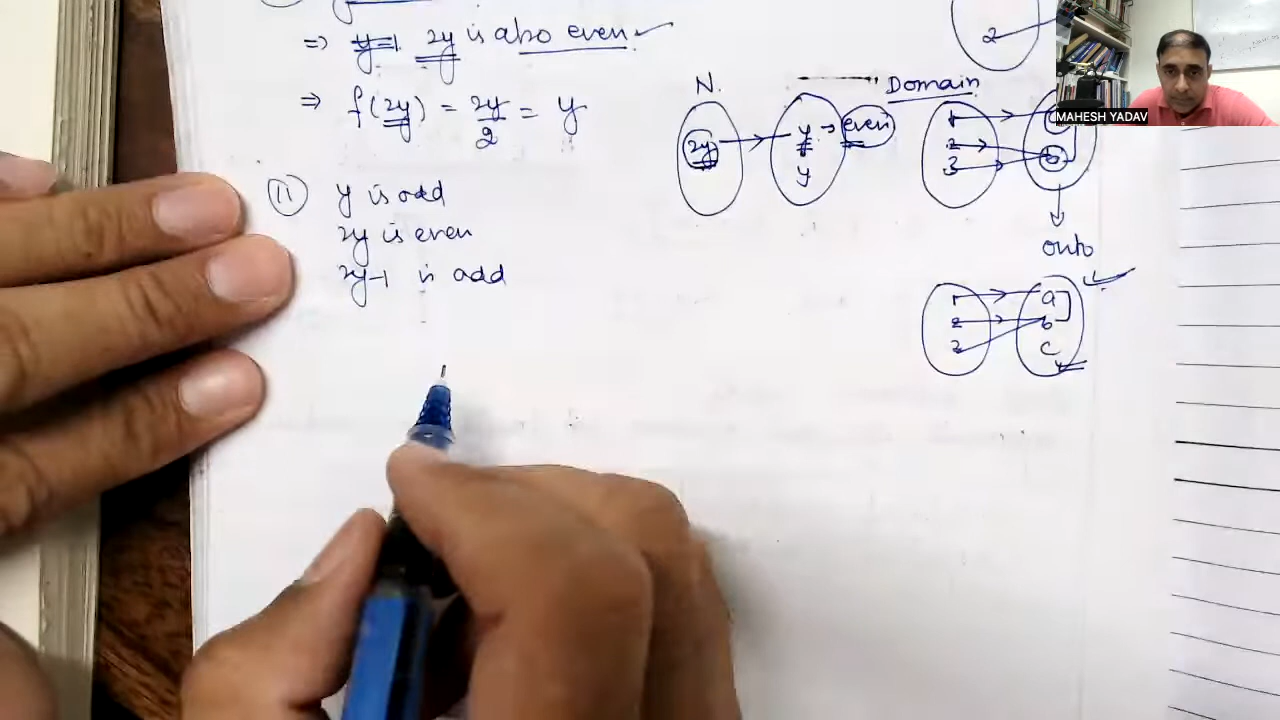 ⇒ y=1 2y is also even ✓
⇒ f(2y) = 2y/2 = y
(11) y is odd
2y is even
2y-1 is odd
N.
2y
y → even
y
Domain
1
2
3
b
onto
1 a
2 b
3 c
2
MAHESH YADAV